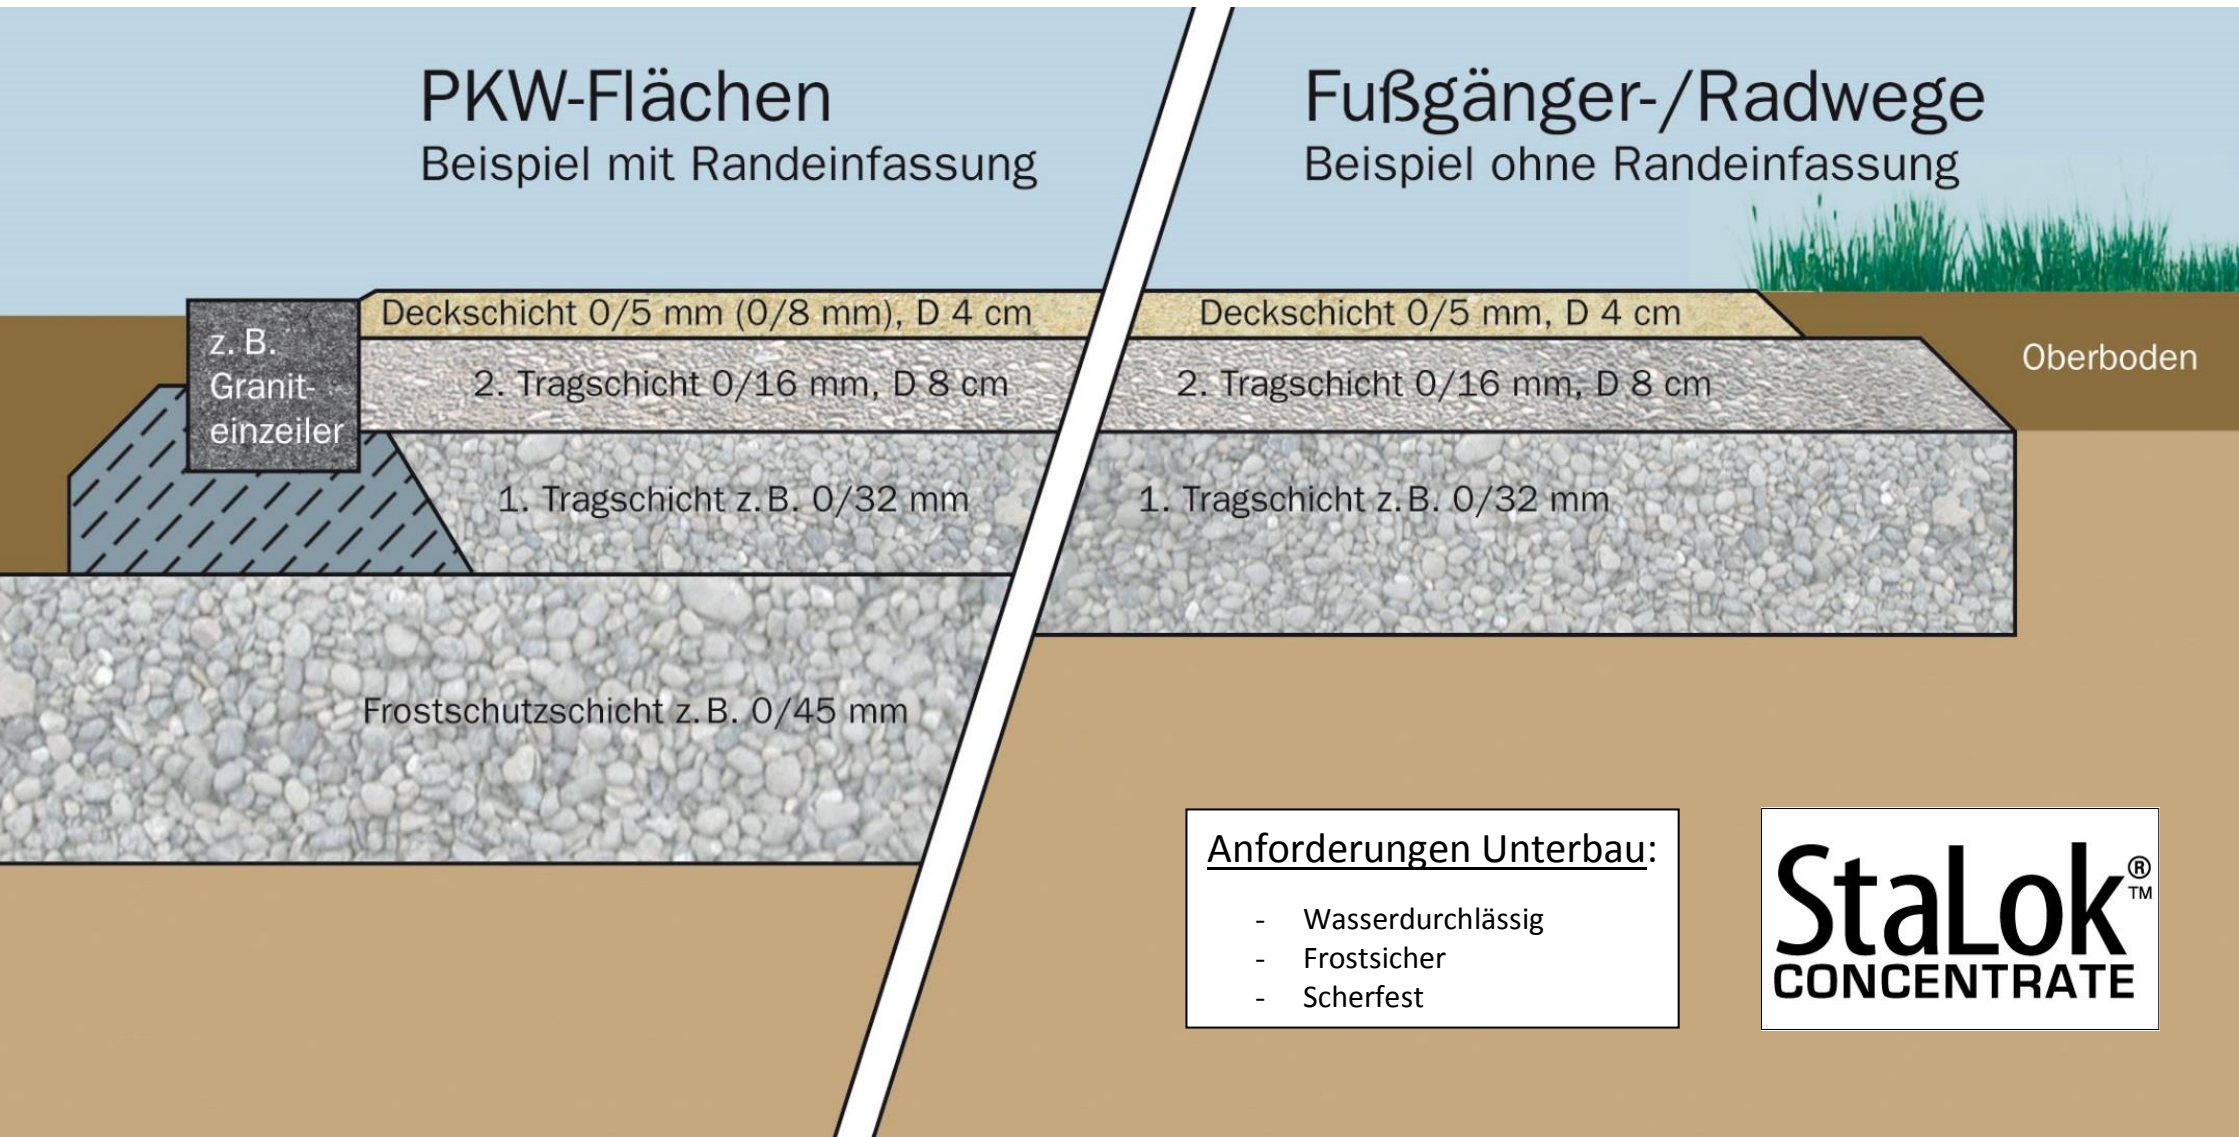 PKW-Flächen
Beispiel mit Randeinfassung
Deckschicht 0/5 mm (0/8 mm), D 4 cm
z. B.
Granit-
einzeiler
2. Tragschicht 0/16 mm, D 8 cm
1. Tragschicht z. B. 0/32 mm
Frostschutzschicht z. B. 0/45 mm
Fußgänger-/Radwege
Beispiel ohne Randeinfassung
Deckschicht 0/5 mm, D 4 cm
Oberboden
2. Tragschicht 0/16 mm, D 8 cm
1. Tragschicht z. B. 0/32 mm
Anforderungen Unterbau:
- Wasserdurchlässig
- Frostsicher
- Scherfest
StaLok®™
CONCENTRATE